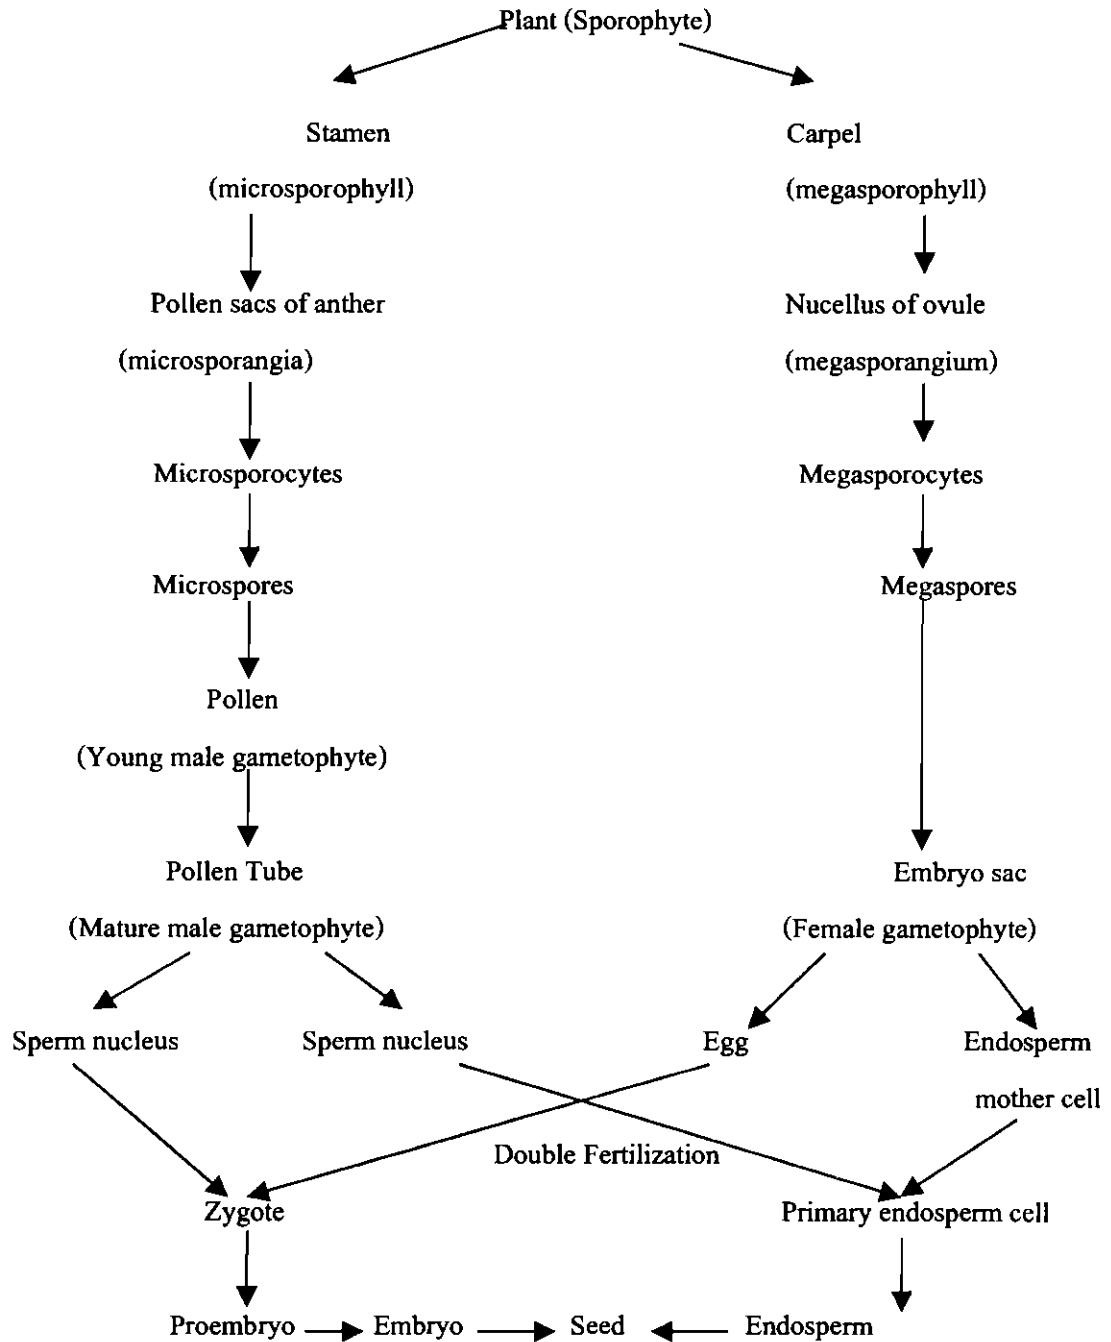 Plant (Sporophyte)
Stamen
Carpel
(microsporophyll)
(megasporophyll)
Pollen sacs of anther
Nucellus of ovule
(microsporangia)
(megasporangium)
Microsporocytes
Megasporocytes
Microspores
Megaspores
Pollen
(Young male gametophyte)
Pollen Tube
Embryo sac
(Mature male gametophyte)
(Female gametophyte)
Sperm nucleus
Sperm nucleus
Egg
Endosperm
mother cell
Double Fertilization
Zygote
Primary endosperm cell
Proembryo
Embryo
Seed
Endosperm